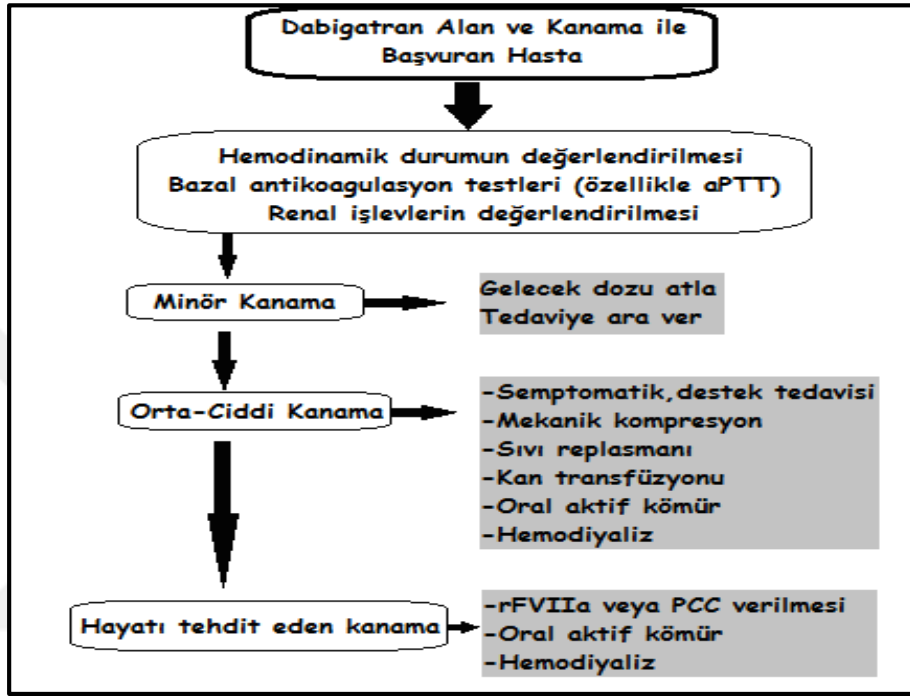 Dabigatran Alan ve Kanama ile
Başvuran Hasta
Hemodinamik durumun değerlendirilmesi
Bazal antikoagulasyon testleri (özellikle aPTT)
Renal işlevlerin değerlendirilmesi
Minör Kanama
Gelecek dozu atla
Tedaviye ara ver
Orta-Ciddi Kanama
-Semptomatik,destek tedavisi
-Mekanik kompresyon
-Sıvı replasmanı
-Kan transfüzyonu
-Oral aktif kömür
-Hemodiyaliz
Hayatı tehdit eden kanama
-rFVIIa veya PCC verilmesi
-Oral aktif kömür
-Hemodiyaliz